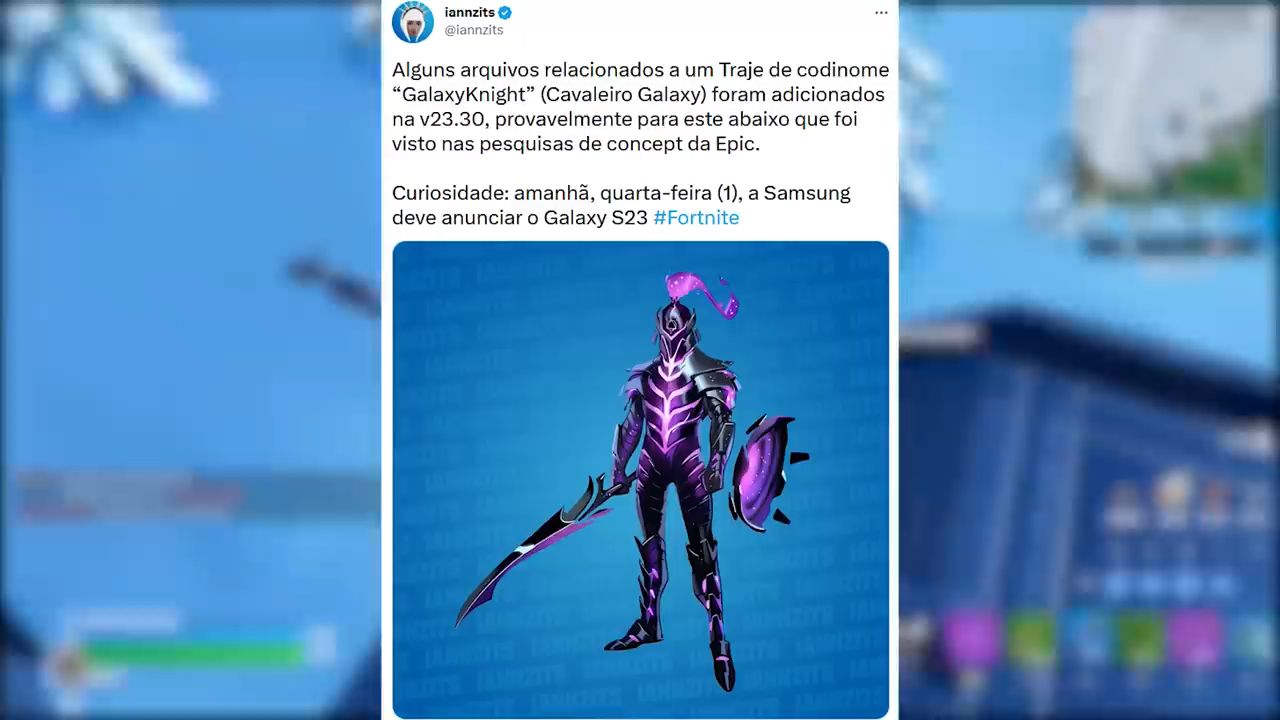 iannzits
@iannzits
Alguns arquivos relacionados a um Traje de codinome
“GalaxyKnight” (Cavaleiro Galaxy) foram adicionados
na v23.30, provavelmente para este abaixo que foi
visto nas pesquisas de concept da Epic.
Curiosidade: amanhã, quarta-feira (1), a Samsung
deve anunciar o Galaxy S23 #Fortnite
IANNZITS